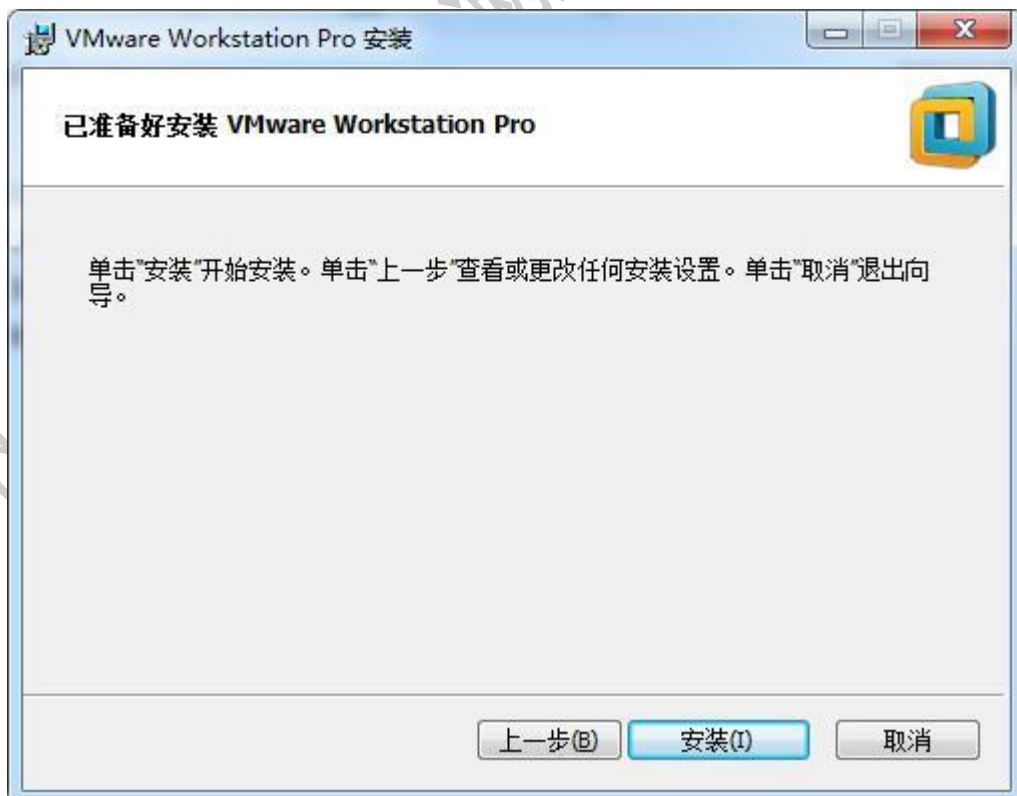 VMware Workstation Pro 安装
已准备好安装 VMware Workstation Pro
单击"安装"开始安装。单击"上一步"查看或更改任何安装设置。单击"取消"退出向
导。
上一步(B) 安装(I) 取消